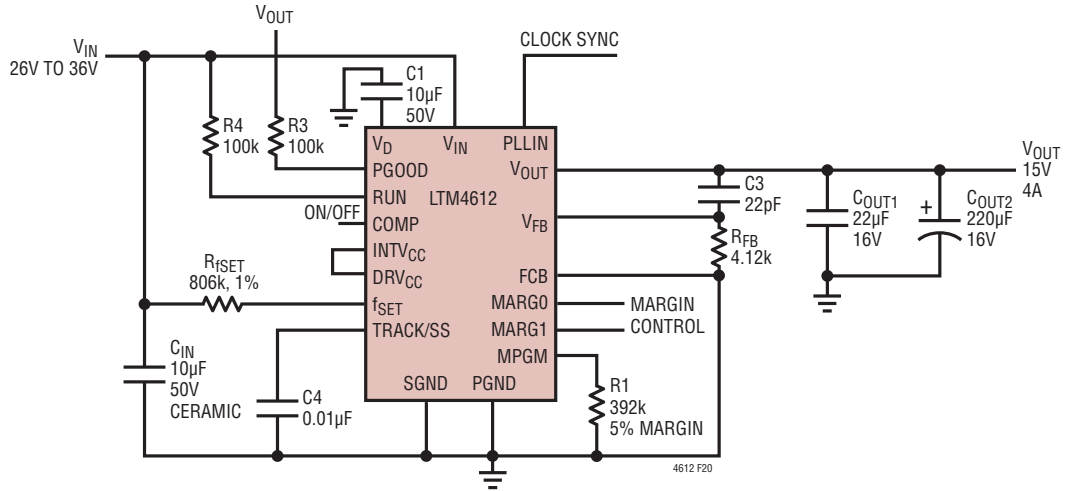 VOUT
VIN
26V TO 36V
CLOCK SYNC
C1
10µF
50V
R4
100k
R3
100k
VD
VIN
PLLIN
PGOOD
VOUT
RUN
LTM4612
ON/OFF
COMP
VFB
INTVCC
DRVCC
FCB
fSET
MARG0
TRACK/SS
MARG1
MPGM
SGND
PGND
RfSET
806k, 1%
CIN
10µF
50V
CERAMIC
C4
0.01µF
C3
22pF
RFB
4.12k
MARGIN
CONTROL
R1
392k
5% MARGIN
COUT1
22µF
16V
+
COUT2
220µF
16V
VOUT
15V
4A
4612 F20